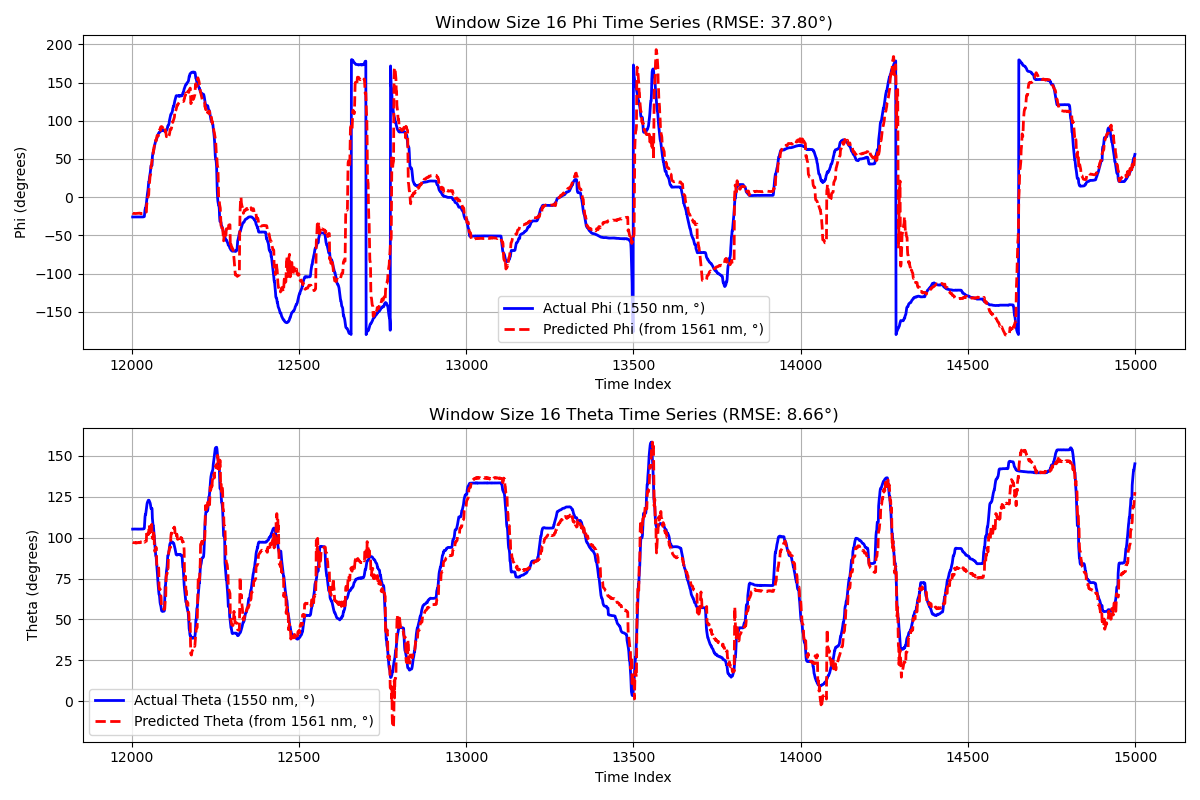 Window Size 16 Phi Time Series (RMSE: 37.80°)
200
150
100
50
0
−50
−100
−150
Phi (degrees)
Actual Phi (1550 nm, °)
Predicted Phi (from 1561 nm, °)
12000 12500 13000 13500 14000 14500 15000
Time Index
Window Size 16 Theta Time Series (RMSE: 8.66°)
150
125
100
75
50
25
0
Theta (degrees)
Actual Theta (1550 nm, °)
Predicted Theta (from 1561 nm, °)
12000 12500 13000 13500 14000 14500 15000
Time Index